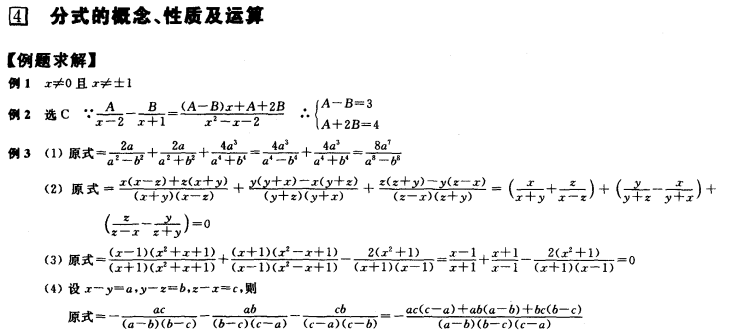 4 分式的概念、性质及运算
【例题求解】
例1 x≠0且x≠±1
例2 选C ∵A/(x-2)-B/(x+1)=((A-B)x+A+2B)/(x²-x-2) ∴{A-B=3
A+2B=4
例3 (1)原式=2a/(a²-b²)+2a/(a²+b²)+4a³/(a⁴+b⁴)=4a³/(a⁴-b⁴)+4a³/(a⁴+b⁴)=8a⁷/(a⁸-b⁸)
(2)原式=(x(x-z)+z(x+y))/((x+y)(x-z))+(y(y+x)-x(y+z))/((y+z)(y+x))+(z(z+y)-y(z-x))/((z-x)(z+y))=(x/(x+y)+z/(x-z))+(y/(y+z)-x/(y+x))+
(z/(z-x)-y/(z+y))=0
(3)原式=((x-1)(x²+x+1))/((x+1)(x²+x+1))+((x+1)(x²-x+1))/((x-1)(x²-x+1))-2(x²+1)/((x+1)(x-1))=(x-1)/(x+1)+(x+1)/(x-1)-2(x²+1)/((x+1)(x-1))=0
(4)设x-y=a,y-z=b,z-x=c,则
原式=-ac/((a-b)(b-c))-ab/((b-c)(c-a))-cb/((c-a)(c-b))=-(ac(c-a)+ab(a-b)+bc(b-c))/((a-b)(b-c)(c-a))